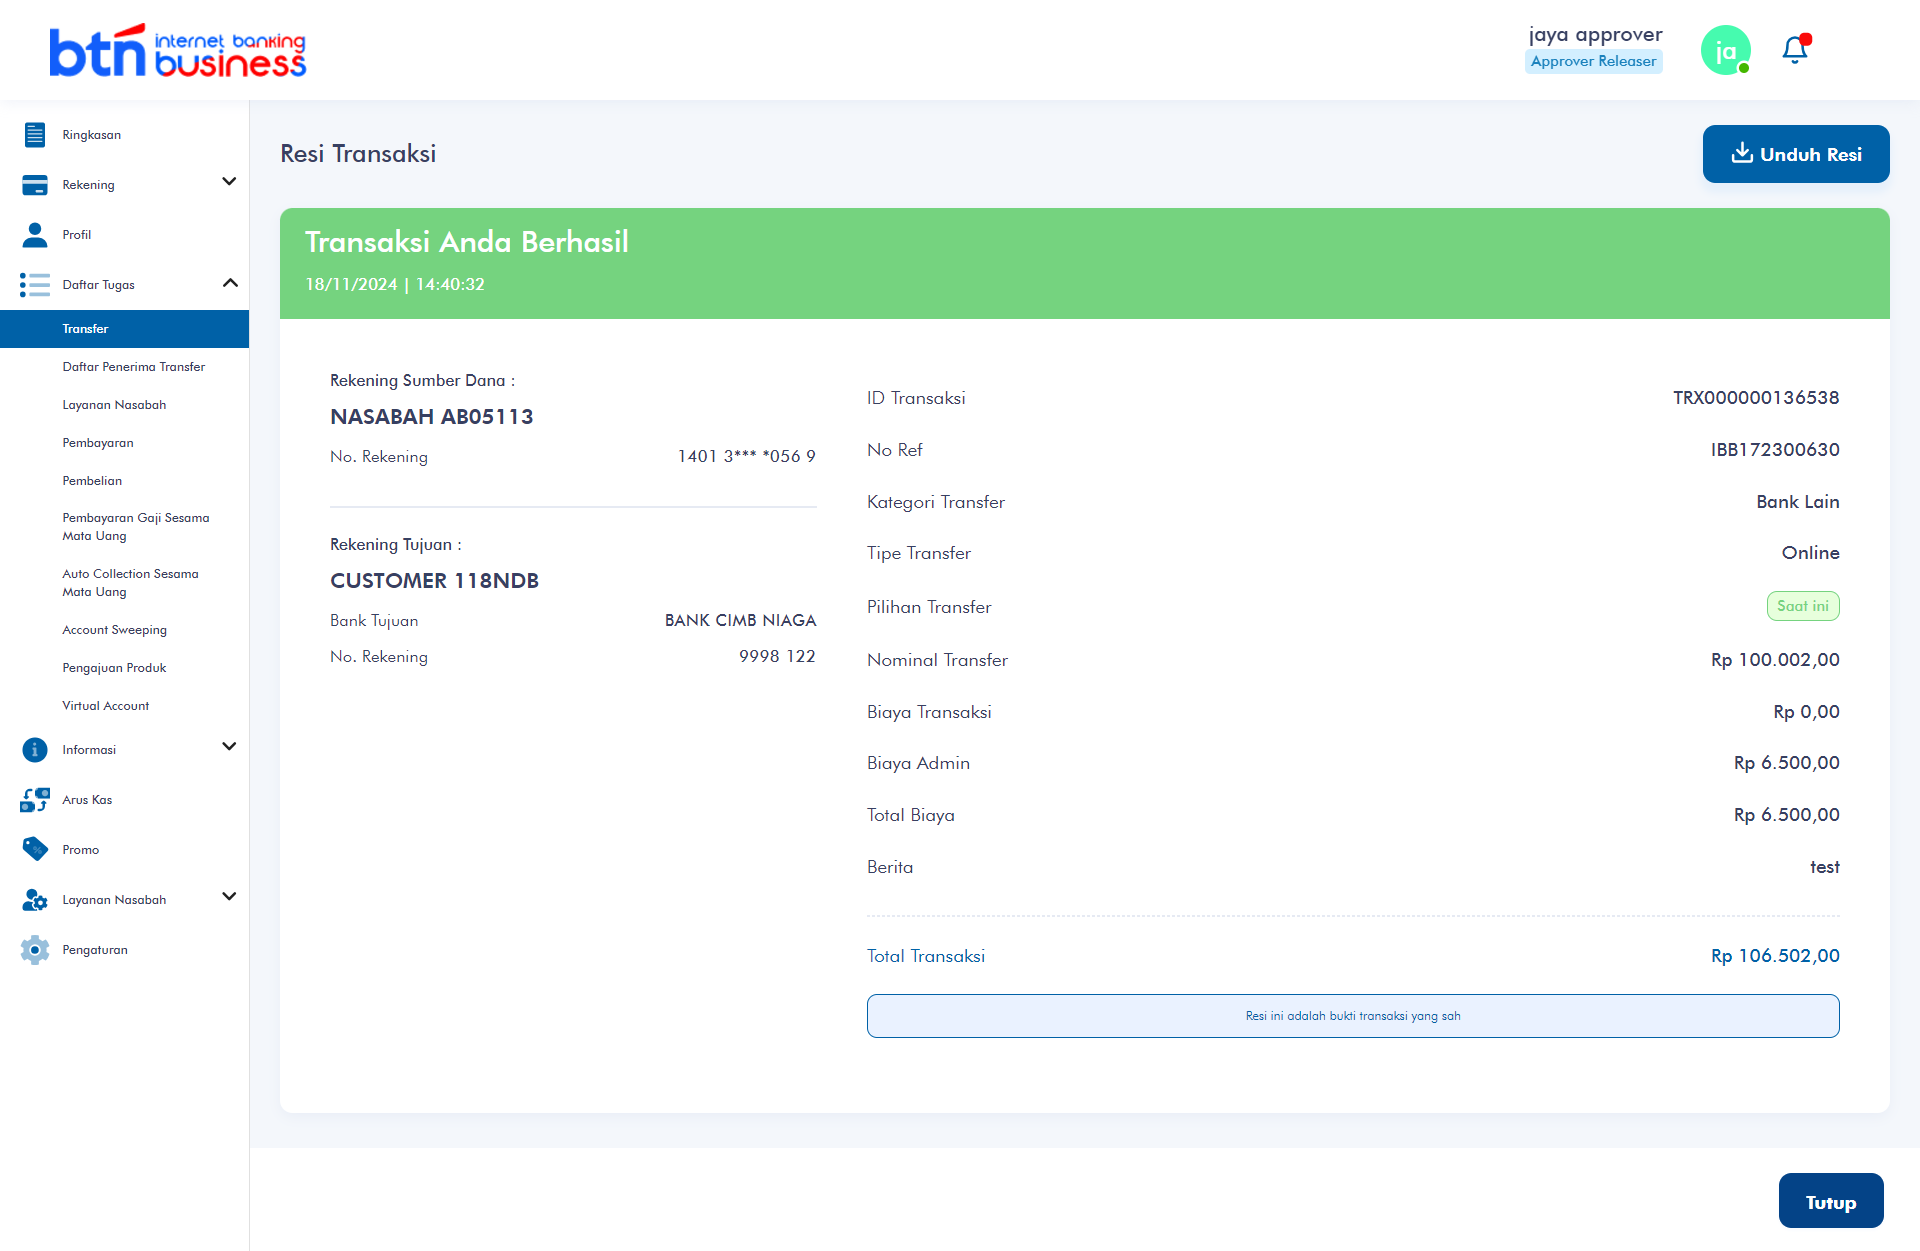 btn internet banking business
jaya approver
Approver Releaser
ja
Ringkasan
Rekening
Profil
Daftar Tugas
Transfer
Daftar Penerima Transfer
Layanan Nasabah
Pembayaran
Pembelian
Pembayaran Gaji Sesama
Mata Uang
Auto Collection Sesama
Mata Uang
Account Sweeping
Pengajuan Produk
Virtual Account
Informasi
Arus Kas
Promo
Layanan Nasabah
Pengaturan
Resi Transaksi
Unduh Resi
Transaksi Anda Berhasil
18/11/2024 | 14:40:32
Rekening Sumber Dana :
NASABAH AB05113
No. Rekening 1401 3*** *056 9
Rekening Tujuan :
CUSTOMER 118NDB
Bank Tujuan BANK CIMB NIAGA
No. Rekening 9998 122
ID Transaksi TRX000000136538
No Ref IBB172300630
Kategori Transfer Bank Lain
Tipe Transfer Online
Pilihan Transfer Saat ini
Nominal Transfer Rp 100.002,00
Biaya Transaksi Rp 0,00
Biaya Admin Rp 6.500,00
Total Biaya Rp 6.500,00
Berita test
Total Transaksi Rp 106.502,00
Resi ini adalah bukti transaksi yang sah
Tutup